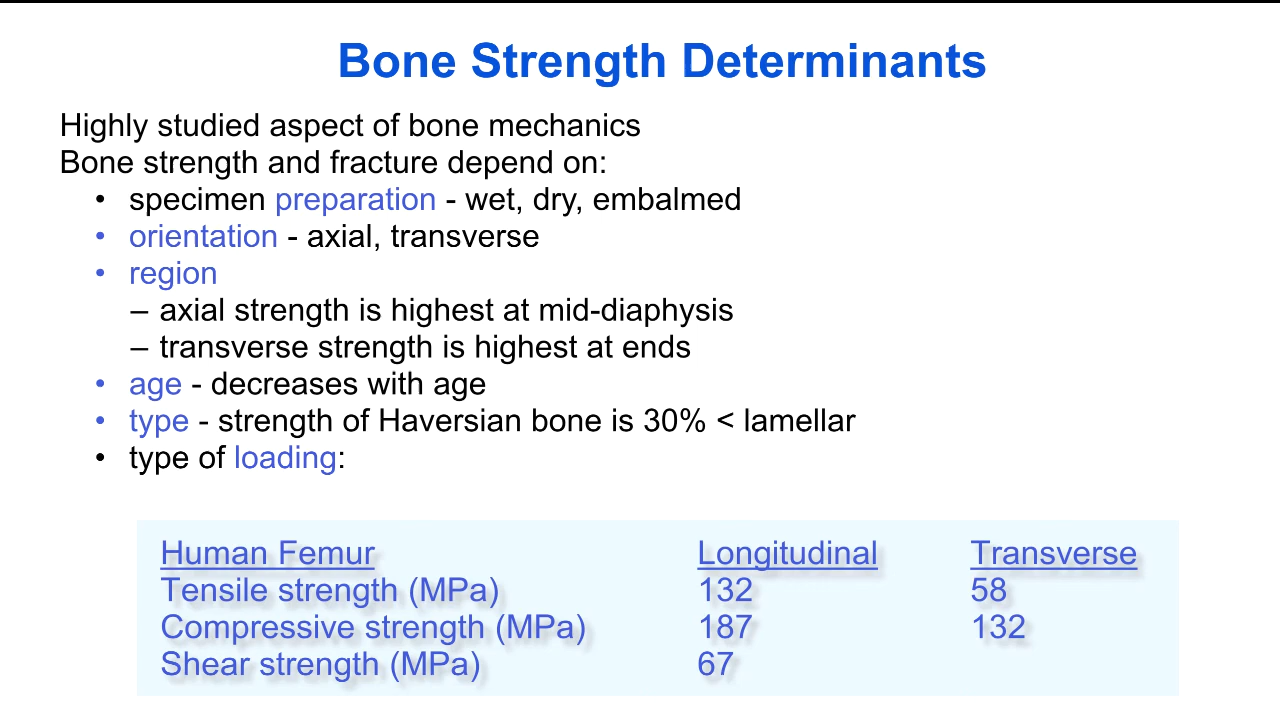 Bone Strength Determinants
Highly studied aspect of bone mechanics
Bone strength and fracture depend on:
• specimen preparation - wet, dry, embalmed
• orientation - axial, transverse
• region
– axial strength is highest at mid-diaphysis
– transverse strength is highest at ends
• age - decreases with age
• type - strength of Haversian bone is 30% < lamellar
• type of loading:
Human Femur Longitudinal Transverse
Tensile strength (MPa) 132 58
Compressive strength (MPa) 187 132
Shear strength (MPa) 67